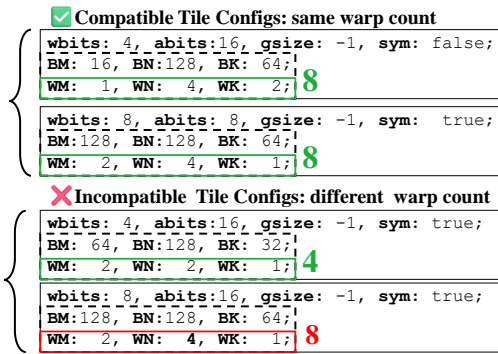 ✅ Compatible Tile Configs: same warp count
wbits: 4, abits:16, gsize: -1, sym: false;
BM: 16, BN:128, BK: 64;
WM: 1, WN: 4, WK: 2; 8
wbits: 8, abits: 8, gsize: -1, sym: true;
BM:128, BN:128, BK: 64;
WM: 2, WN: 4, WK: 1; 8
❌ Incompatible Tile Configs: different warp count
wbits: 4, abits:16, gsize: -1, sym: true;
BM: 64, BN:128, BK: 32;
WM: 2, WN: 2, WK: 1; 4
wbits: 8, abits:16, gsize: -1, sym: true;
BM:128, BN:128, BK: 64;
WM: 2, WN: 4, WK: 1; 8